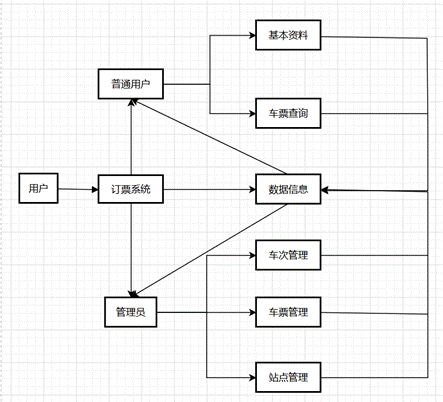 基本资料
普通用户
车票查询
用户
订票系统
数据信息
车次管理
管理员
车票管理
站点管理